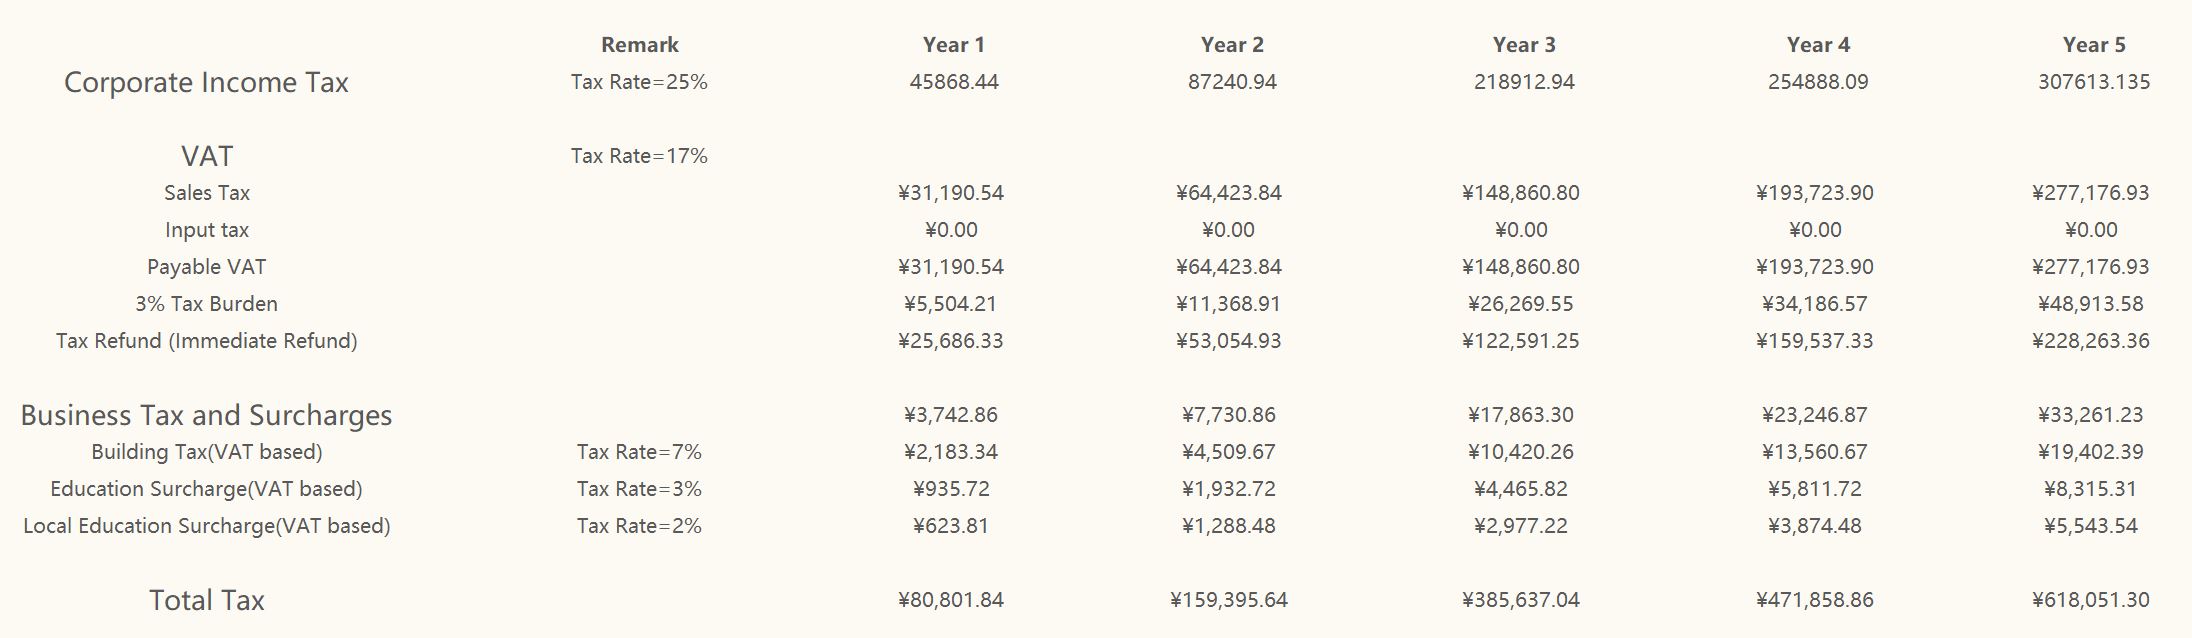 Remark Year 1 Year 2 Year 3 Year 4 Year 5
Corporate Income Tax Tax Rate=25% 45868.44 87240.94 218912.94 254888.09 307613.135
VAT Tax Rate=17%
Sales Tax ¥31,190.54 ¥64,423.84 ¥148,860.80 ¥193,723.90 ¥277,176.93
Input tax ¥0.00 ¥0.00 ¥0.00 ¥0.00 ¥0.00
Payable VAT ¥31,190.54 ¥64,423.84 ¥148,860.80 ¥193,723.90 ¥277,176.93
3% Tax Burden ¥5,504.21 ¥11,368.91 ¥26,269.55 ¥34,186.57 ¥48,913.58
Tax Refund (Immediate Refund) ¥25,686.33 ¥53,054.93 ¥122,591.25 ¥159,537.33 ¥228,263.36
Business Tax and Surcharges ¥3,742.86 ¥7,730.86 ¥17,863.30 ¥23,246.87 ¥33,261.23
Building Tax(VAT based) Tax Rate=7% ¥2,183.34 ¥4,509.67 ¥10,420.26 ¥13,560.67 ¥19,402.39
Education Surcharge(VAT based) Tax Rate=3% ¥935.72 ¥1,932.72 ¥4,465.82 ¥5,811.72 ¥8,315.31
Local Education Surcharge(VAT based) Tax Rate=2% ¥623.81 ¥1,288.48 ¥2,977.22 ¥3,874.48 ¥5,543.54
Total Tax ¥80,801.84 ¥159,395.64 ¥385,637.04 ¥471,858.86 ¥618,051.30